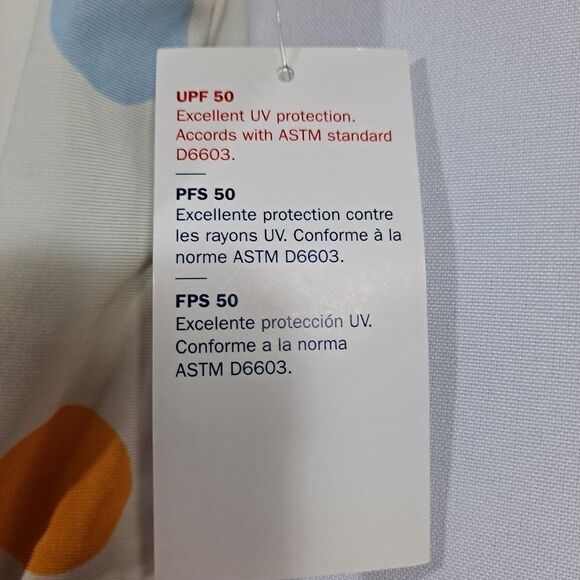 UPF 50
Excellent UV protection.
Accords with ASTM standard
D6603.
PFS 50
Excellente protection contre
les rayons UV. Conforme à la
norme ASTM D6603.
FPS 50
Excelente protección UV.
Conforme a la norma
ASTM D6603.